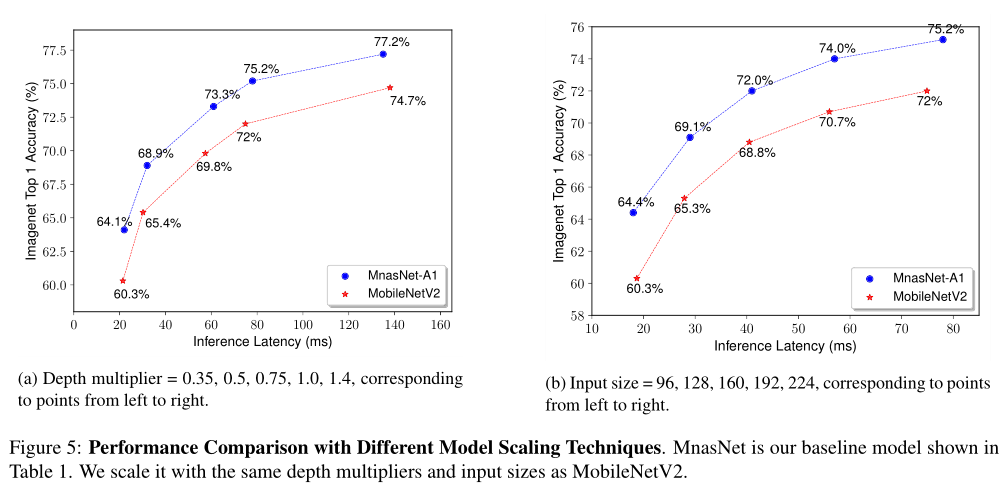 77.5
75.0
72.5
70.0
67.5
65.0
62.5
60.0
Imagenet Top 1 Accuracy (%)
64.1%
68.9%
73.3%
75.2%
77.2%
60.3%
65.4%
69.8%
72%
74.7%
MnasNet-A1
MobileNetV2
0 20 40 60 80 100 120 140 160
Inference Latency (ms)
(a) Depth multiplier = 0.35, 0.5, 0.75, 1.0, 1.4, corresponding
to points from left to right.
76
74
72
70
68
66
64
62
60
58
Imagenet Top 1 Accuracy (%)
64.4%
69.1%
72.0%
74.0%
75.2%
60.3%
65.3%
68.8%
70.7%
72%
MnasNet-A1
MobileNetV2
10 20 30 40 50 60 70 80
Inference Latency (ms)
(b) Input size = 96, 128, 160, 192, 224, corresponding to points
from left to right.
Figure 5: Performance Comparison with Different Model Scaling Techniques. MnasNet is our baseline model shown in
Table 1. We scale it with the same depth multipliers and input sizes as MobileNetV2.